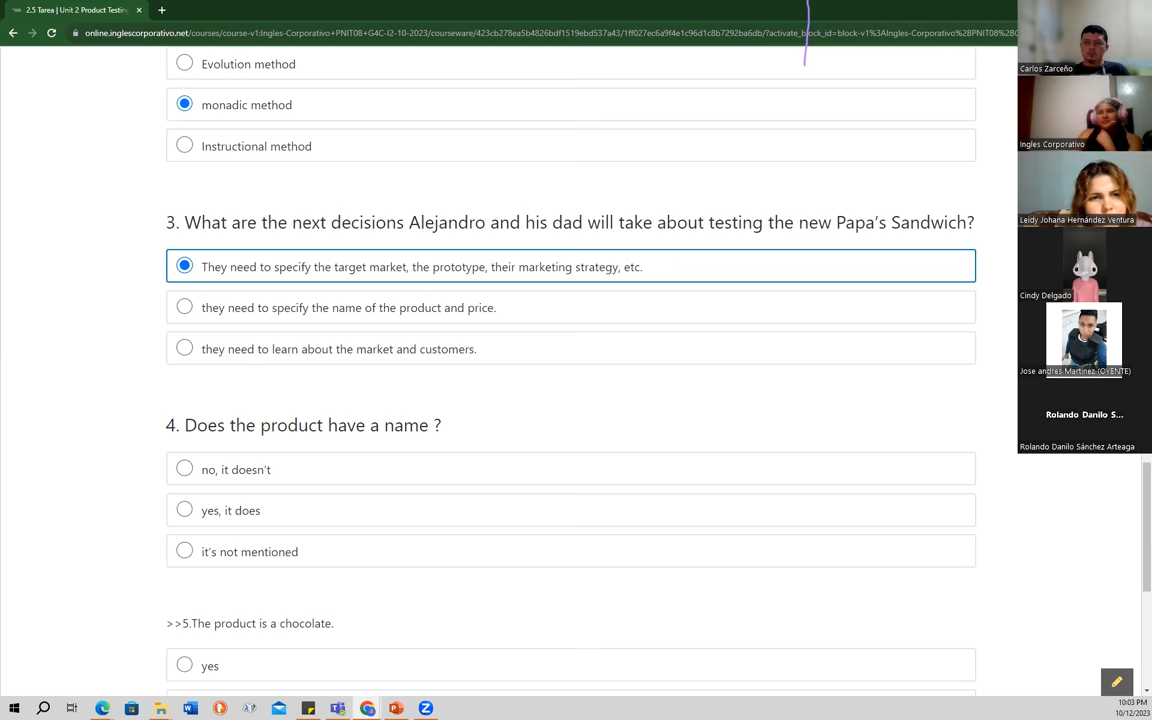 2.5 Tarea | Unit 2 Product Testin
online.inglescorporativo.net/courses/course-v1:Ingles-Corporativo+PNIT08+G4C-I2-10-2023/courseware/423cb278ea5b4826bdf1519ebd537a43/1ff027ec6a9f4e1c96d1c8b7292ba6db/?activate_block_id=block-v1%3AIngles-Corporativo%2BPNIT08%2BG
Evolution method
monadic method
Instructional method
3. What are the next decisions Alejandro and his dad will take about testing the new Papa's Sandwich?
They need to specify the target market, the prototype, their marketing strategy, etc.
they need to specify the name of the product and price.
they need to learn about the market and customers.
4. Does the product have a name ?
no, it doesn't
yes, it does
it's not mentioned
>>5.The product is a chocolate.
yes
Carlos Zarceño
Ingles Corporativo
Leidy Johana Hernández Ventura
Cindy Delgado
Jose andres Martinez (OYENTE)
Rolando Danilo S...
Rolando Danilo Sánchez Arteaga
10:03 PM
10/12/2023